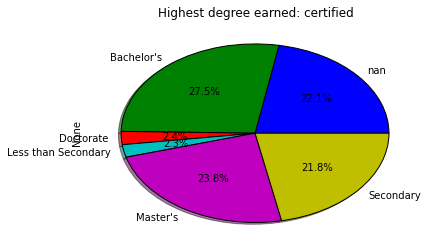 Highest degree earned: certified
Bachelor's
nan
27.5%
22.1%
None
Doctorate
2.4%
Less than Secondary
2.3%
23.8%
21.8%
Master's
Secondary